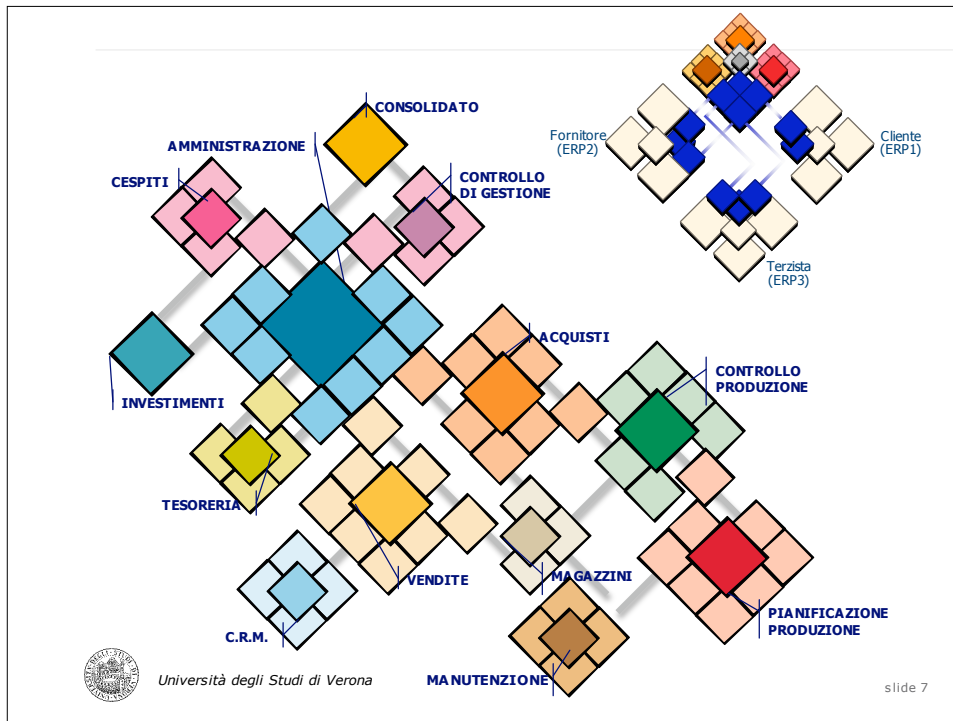 CONSOLIDATO
AMMINISTRAZIONE
CESPITI
CONTROLLO
DI GESTIONE
Fornitore
(ERP2)
Cliente
(ERP1)
Terzista
(ERP3)
ACQUISTI
CONTROLLO
PRODUZIONE
INVESTIMENTI
TESORERIA
VENDITE
MAGAZZINI
C.R.M.
PIANIFICAZIONE
PRODUZIONE
MANUTENZIONE
Università degli Studi di Verona
slide 7